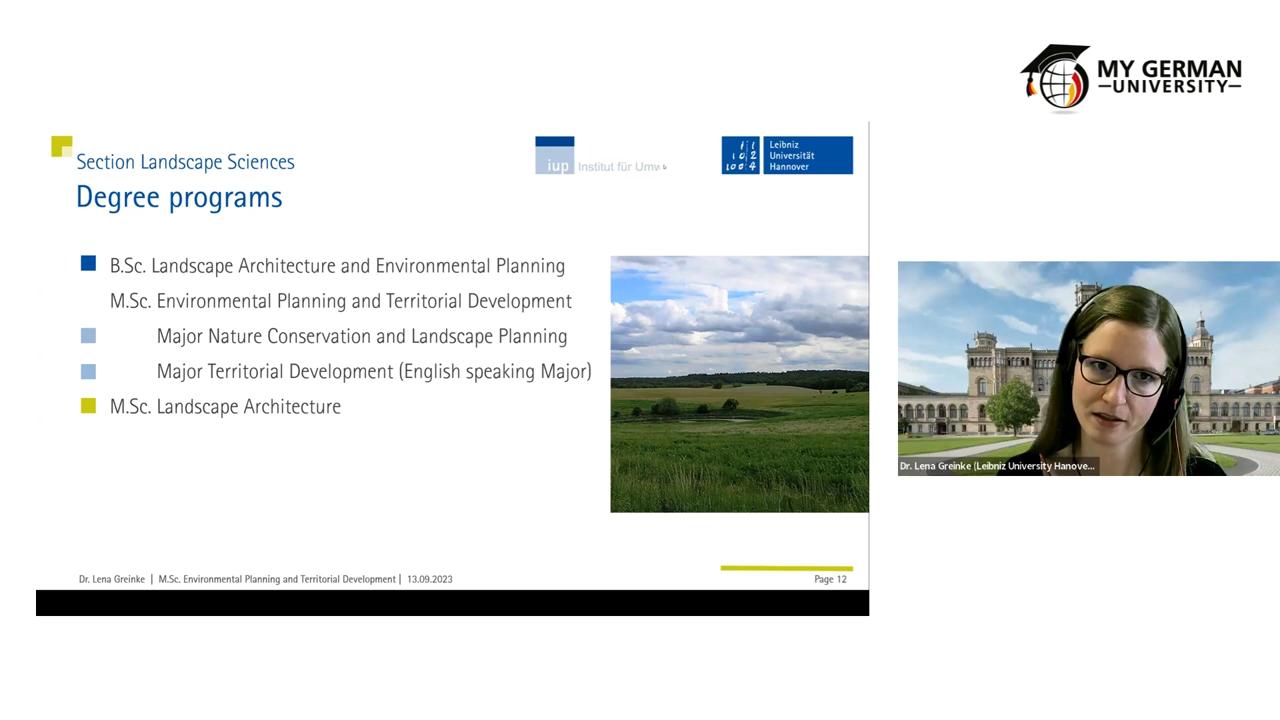 MY GERMAN
UNIVERSITY
Section Landscape Sciences
Degree programs
iup Institut für
Leibniz
Universität
Hannover
B.Sc. Landscape Architecture and Environmental Planning
M.Sc. Environmental Planning and Territorial Development
Major Nature Conservation and Landscape Planning
Major Territorial Development (English speaking Major)
M.Sc. Landscape Architecture
Dr. Lena Greinke (Leibniz University Hanove...
Dr. Lena Greinke | M.Sc. Environmental Planning and Territorial Development | 13.09.2023
Page 12